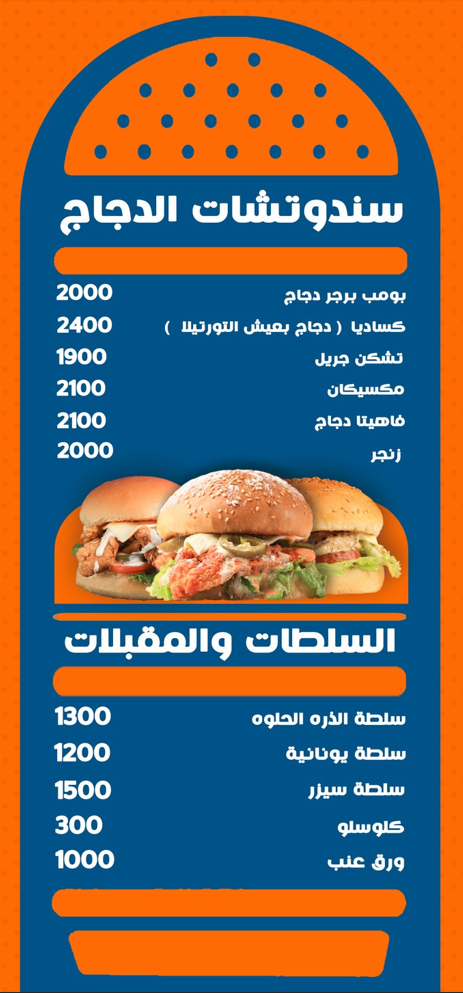 سندوتشات الدجاج
بومب برجر دجاج 2000
كساديا ( دجاج بعيش التورتيلا ) 2400
تشكن جريل 1900
مكسيكان 2100
فاهيتا دجاج 2100
زنجر 2000
السلطات والمقبلات
سلطة الذره الحلوه 1300
سلطة يونانية 1200
سلطة سيزر 1500
كلوسلو 300
ورق عنب 1000